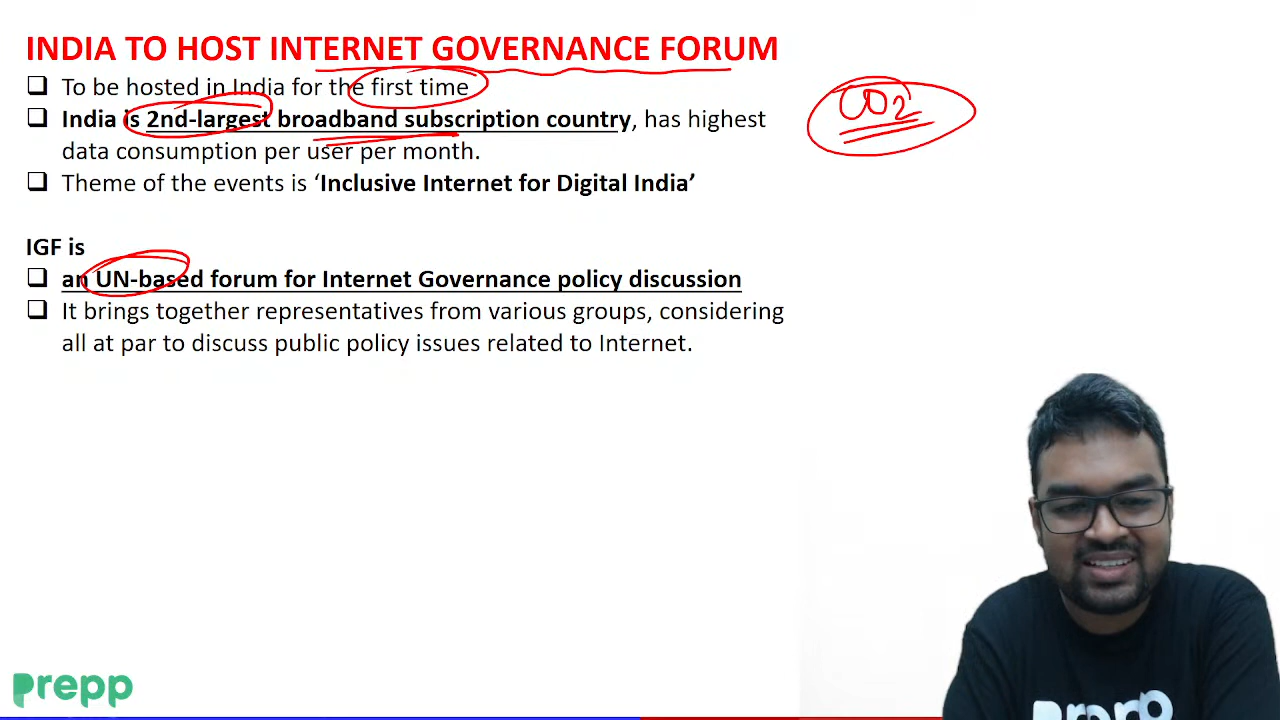 INDIA TO HOST INTERNET GOVERNANCE FORUM
❑ To be hosted in India for the first time
❑ India is 2nd-largest broadband subscription country, has highest
data consumption per user per month.
❑ Theme of the events is ‘Inclusive Internet for Digital India’
CO2
IGF is
❑ an UN-based forum for Internet Governance policy discussion
❑ It brings together representatives from various groups, considering
all at par to discuss public policy issues related to Internet.
prepp